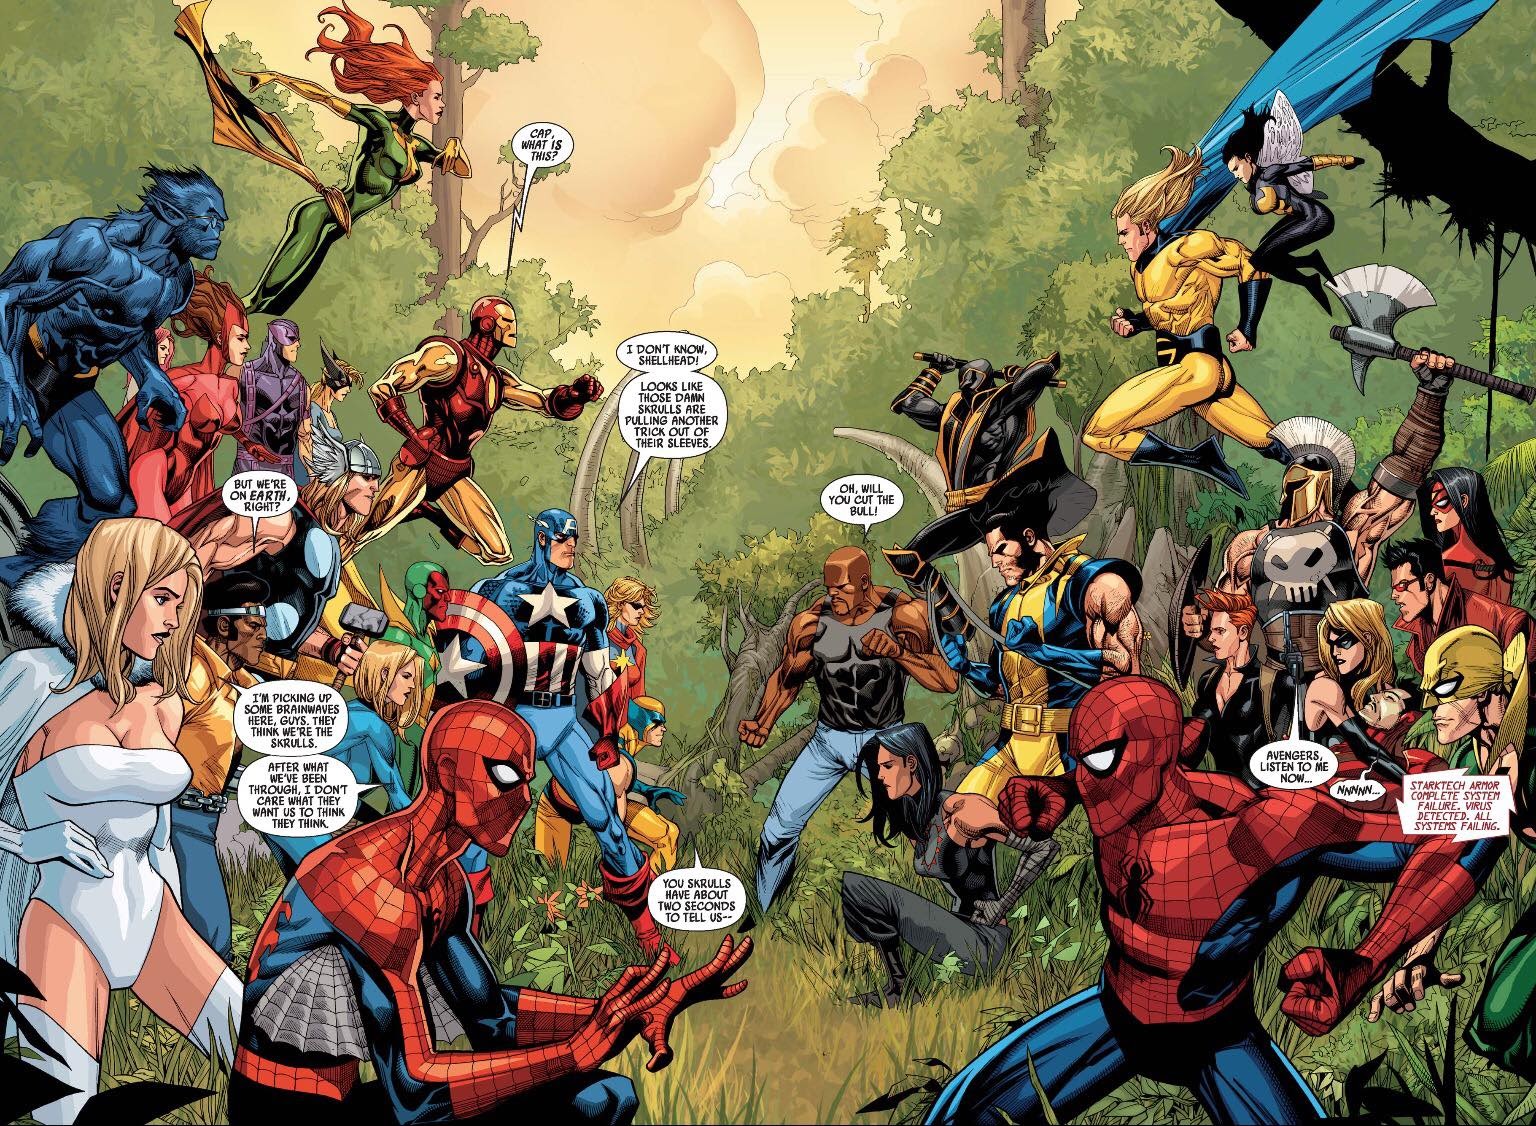 CAP,
WHAT IS
THIS?
I DON'T KNOW,
SHELLHEAD!
LOOKS LIKE
THOSE DAMN
SKRULLS ARE
PULLING ANOTHER
TRICK OUT OF
THEIR SLEEVES.
BUT WE'RE
ON EARTH,
RIGHT?
I'M PICKING UP
SOME BRAINWAVES
HERE, GUYS. THEY
THINK WE'RE THE
SKRULLS.
AFTER WHAT
WE'VE BEEN
THROUGH, I DON'T
CARE WHAT THEY
WANT US TO THINK
THEY THINK.
YOU SKRULLS
HAVE ABOUT
TWO SECONDS
TO TELL US--
OH, WILL
YOU CUT THE
BULL!
AVENGERS,
LISTEN TO ME
NOW...
NNNNN...
STARKTECH ARMOR
COMPLETE SYSTEM
FAILURE. VIRUS
DETECTED. ALL
SYSTEMS FAILING.